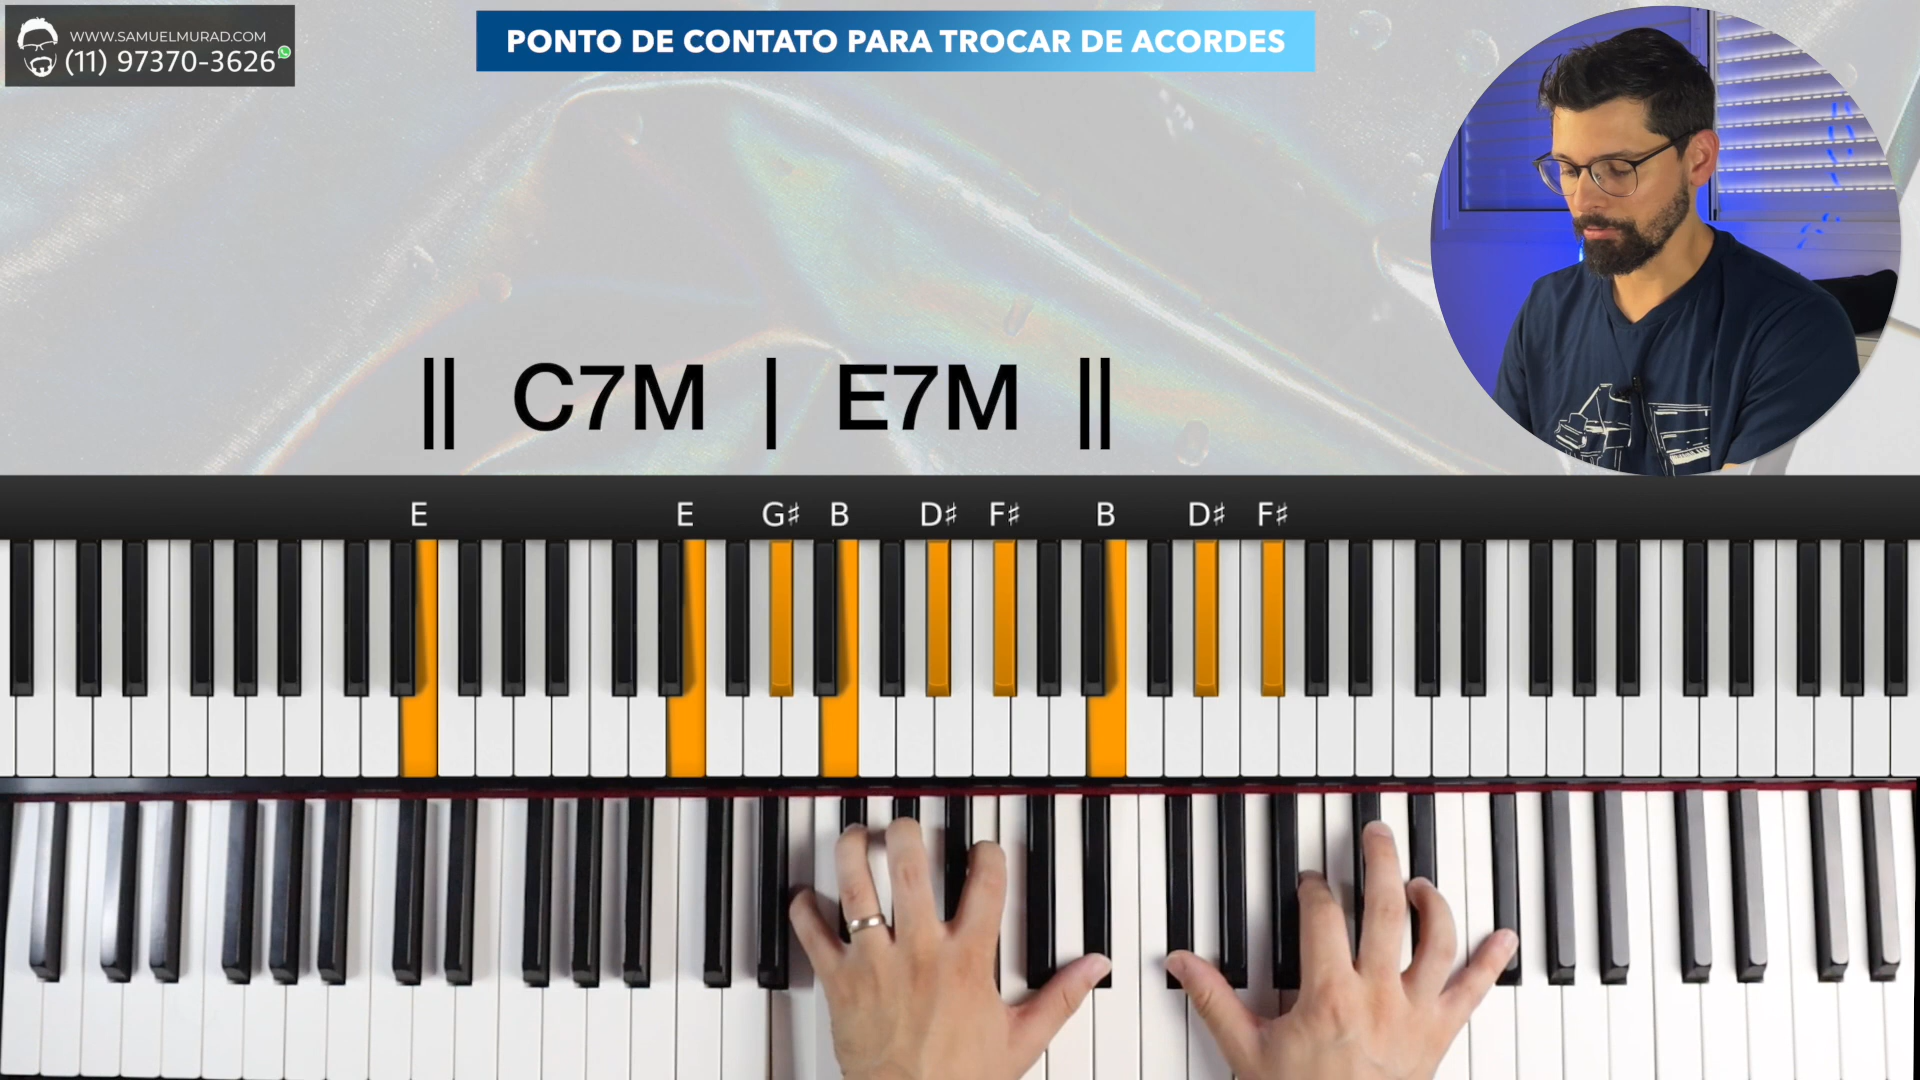 WWW.SAMUELMURAD.COM
(11) 97370-3626
PONTO DE CONTATO PARA TROCAR DE ACORDES
|| C7M | E7M ||
E E G♯ B D♯ F♯ B D♯ F♯